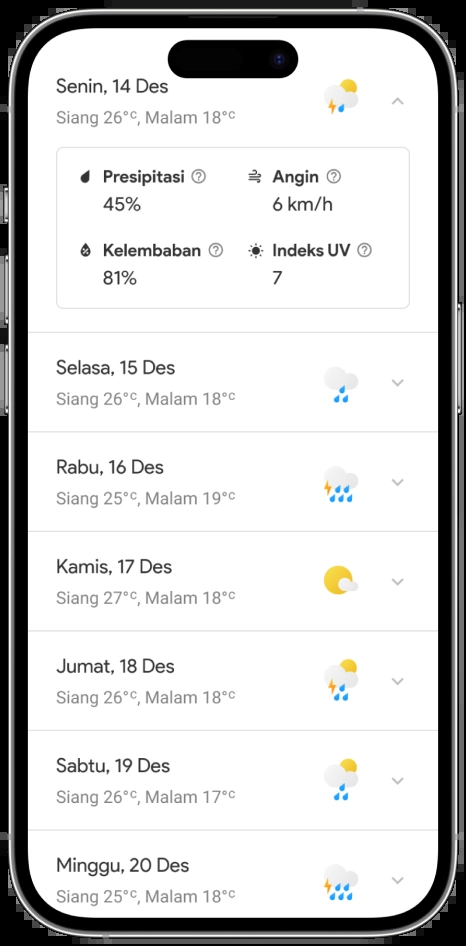 Senin, 14 Des
Siang 26°C, Malam 18°C
Presipitasi
45%
Angin
6 km/h
Kelembaban
81%
Indeks UV
7
Selasa, 15 Des
Siang 26°C, Malam 18°C
Rabu, 16 Des
Siang 25°C, Malam 19°C
Kamis, 17 Des
Siang 27°C, Malam 18°C
Jumat, 18 Des
Siang 26°C, Malam 18°C
Sabtu, 19 Des
Siang 26°C, Malam 17°C
Minggu, 20 Des
Siang 25°C, Malam 18°C